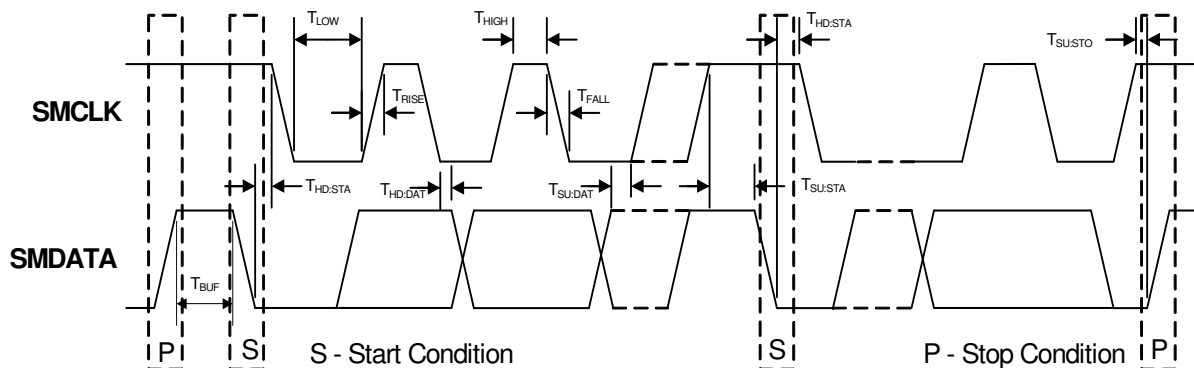 TLOW
THIGH
THD:STA
TSU:STO
SMCLK
TRISE
TFALL
THD:STA
THD:DAT
TSU:DAT
TSU:STA
SMDATA
TBUF
P
S
S - Start Condition
S
P - Stop Condition
P